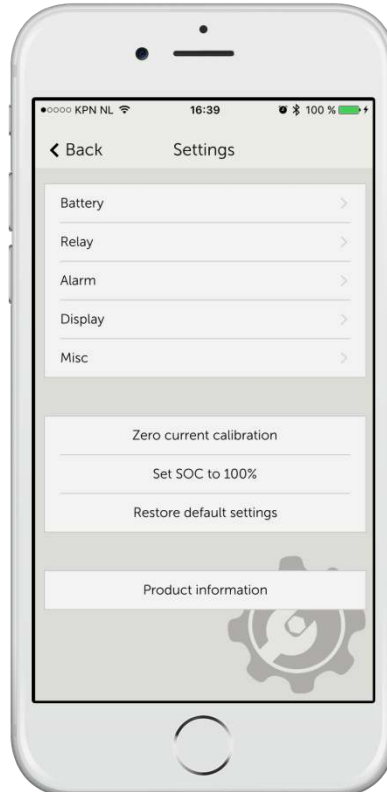 ●○○○○ KPN NL 16:39 100 %
Back Settings
Battery
Relay
Alarm
Display
Misc
Zero current calibration
Set SOC to 100%
Restore default settings
Product information